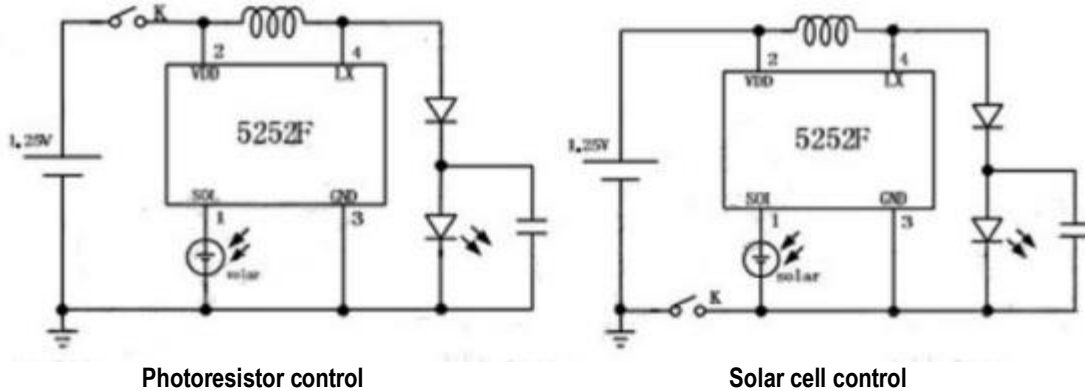 K
2
4
VDD
LX
5252F
1.25V
SOL
GND
1
3
solar
Photoresistor control
2
4
VDD
LX
5252F
1.25V
SOL
GND
1
3
solar
K
Solar cell control